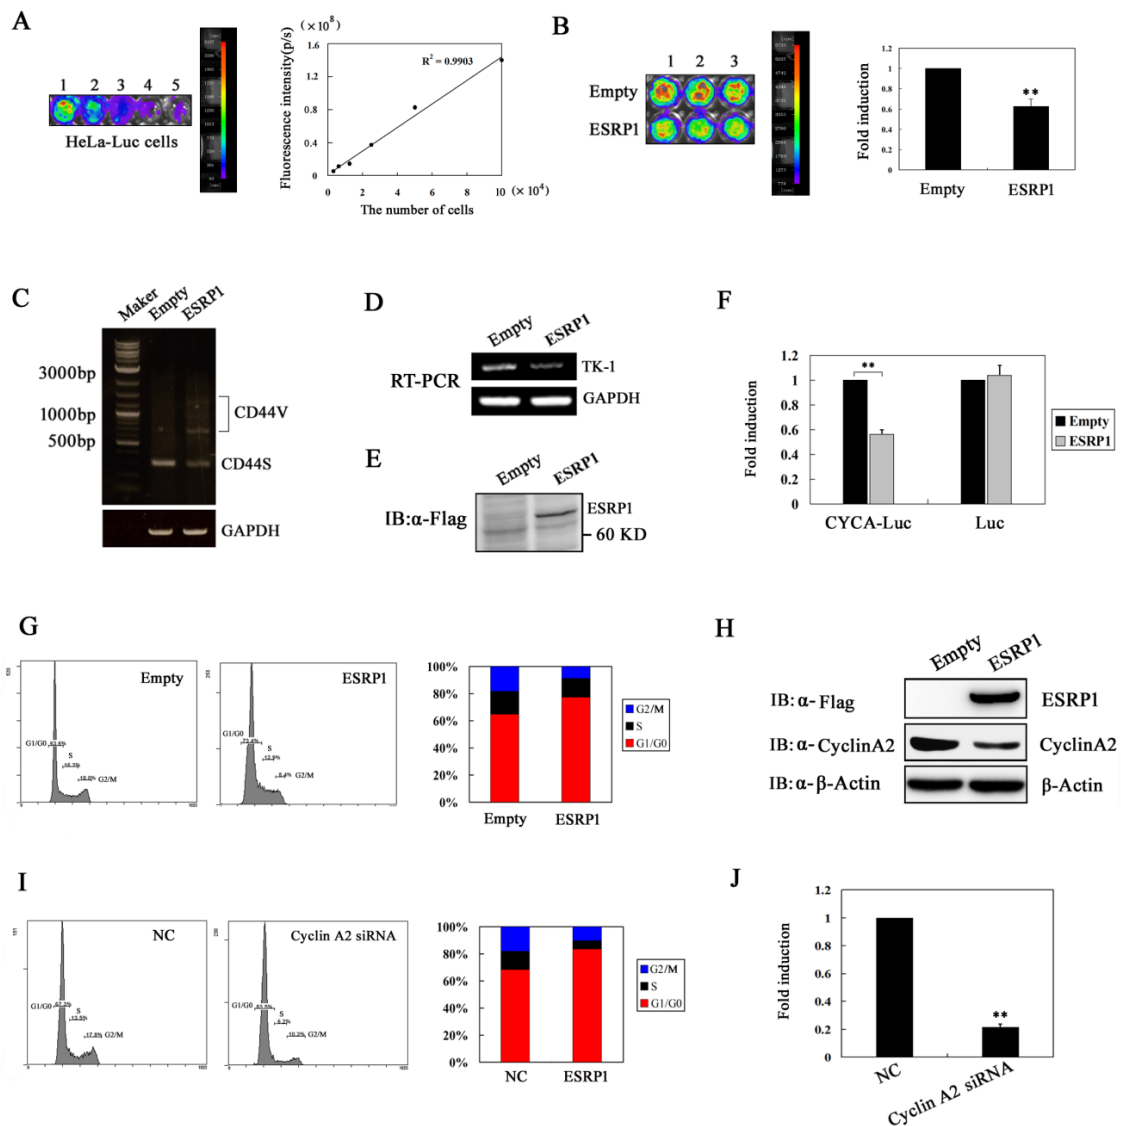 A
(×10⁸)
1 2 3 4 5
HeLa-Luc cells
Fluorescence intensity(p/s)
1.6
1.2
0.8
0.4
0
R² = 0.9903
0 2 4 6 8 10 (×10⁴)
The number of cells
B
1 2 3
Empty
ESRP1
Fold induction
1.2
1
0.8
0.6
0.4
0.2
0
**
Empty ESRP1
C
Maker Empty ESRP1
3000bp
1000bp
500bp
CD44V
CD44S
GAPDH
D
Empty ESRP1
RT-PCR
TK-1
GAPDH
E
Empty ESRP1
IB:α-Flag
ESRP1
60 KD
F
Fold induction
1.2
1
0.8
0.6
0.4
0.2
0
**
CYCA-Luc Luc
Empty
ESRP1
G
Empty
G1/G0
S
G2/M
ESRP1
G1/G0
S
G2/M
100%
80%
60%
40%
20%
0%
Empty ESRP1
G2/M
S
G1/G0
H
Empty ESRP1
IB:α-Flag ESRP1
IB:α-CyclinA2 CyclinA2
IB:α-β-Actin β-Actin
I
NC
G1/G0
S
G2/M
Cyclin A2 siRNA
G1/G0
S
G2/M
100%
80%
60%
40%
20%
0%
NC ESRP1
G2/M
S
G1/G0
J
Fold induction
1.2
1
0.8
0.6
0.4
0.2
0
**
NC
Cyclin A2 siRNA